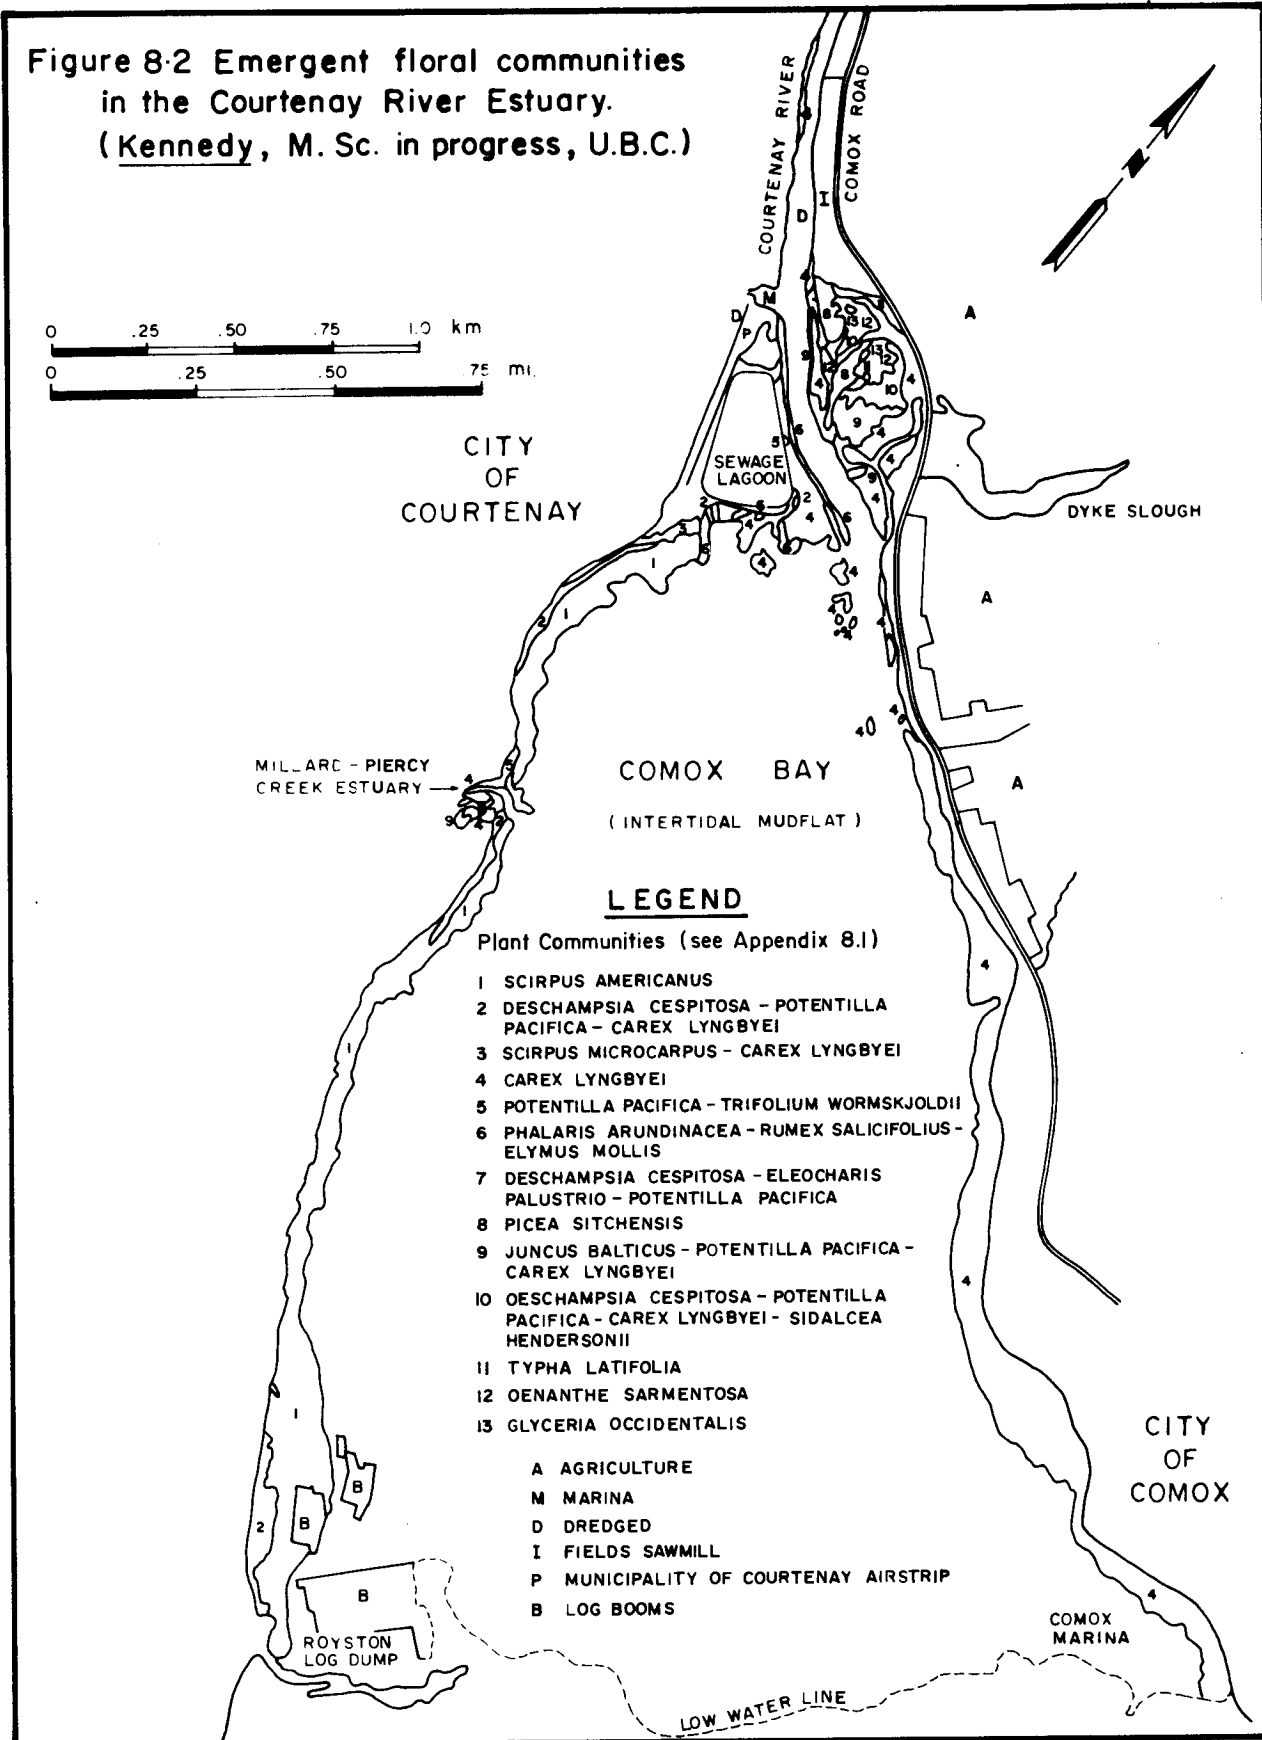 Figure 8·2 Emergent floral communities
in the Courtenay River Estuary.
(Kennedy, M. Sc. in progress, U.B.C.)
COURTENAY RIVER
COMOX ROAD
N
0 .25 .50 .75 1.0 km
0 .25 .50 .75 mi.
CITY
OF
COURTENAY
SEWAGE
LAGOON
DYKE SLOUGH
MILLARC - PIERCY
CREEK ESTUARY
COMOX BAY
(INTERTIDAL MUDFLAT)
LEGEND
Plant Communities (see Appendix 8.1)
1 SCIRPUS AMERICANUS
2 DESCHAMPSIA CESPITOSA - POTENTILLA
PACIFICA - CAREX LYNGBYEI
3 SCIRPUS MICROCARPUS - CAREX LYNGBYEI
4 CAREX LYNGBYEI
5 POTENTILLA PACIFICA - TRIFOLIUM WORMSKJOLDII
6 PHALARIS ARUNDINACEA - RUMEX SALICIFOLIUS -
ELYMUS MOLLIS
7 DESCHAMPSIA CESPITOSA - ELEOCHARIS
PALUSTRIO - POTENTILLA PACIFICA
8 PICEA SITCHENSIS
9 JUNCUS BALTICUS - POTENTILLA PACIFICA -
CAREX LYNGBYEI
10 OESCHAMPSIA CESPITOSA - POTENTILLA
PACIFICA - CAREX LYNGBYEI - SIDALCEA
HENDERSONII
11 TYPHA LATIFOLIA
12 OENANTHE SARMENTOSA
13 GLYCERIA OCCIDENTALIS
A AGRICULTURE
M MARINA
D DREDGED
I FIELDS SAWMILL
P MUNICIPALITY OF COURTENAY AIRSTRIP
B LOG BOOMS
CITY
OF
COMOX
COMOX
MARINA
ROYSTON
LOG DUMP
LOW WATER LINE